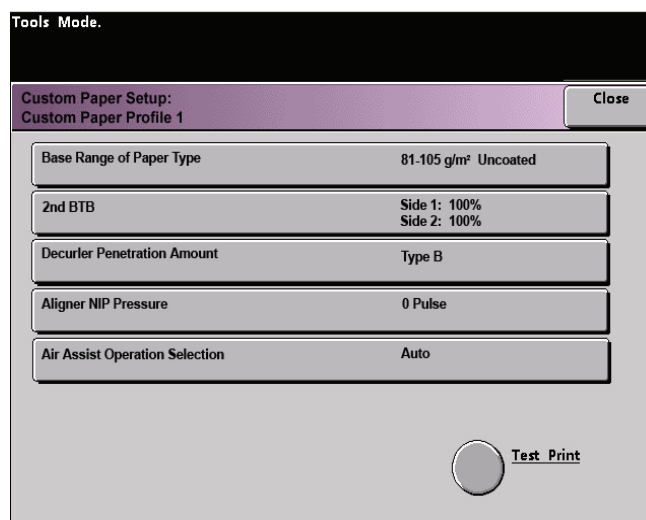 Tools Mode.
Custom Paper Setup:
Custom Paper Profile 1
Close
Base Range of Paper Type 81-105 g/m² Uncoated
2nd BTB Side 1: 100%
Side 2: 100%
Decurler Penetration Amount Type B
Aligner NIP Pressure 0 Pulse
Air Assist Operation Selection Auto
Test Print